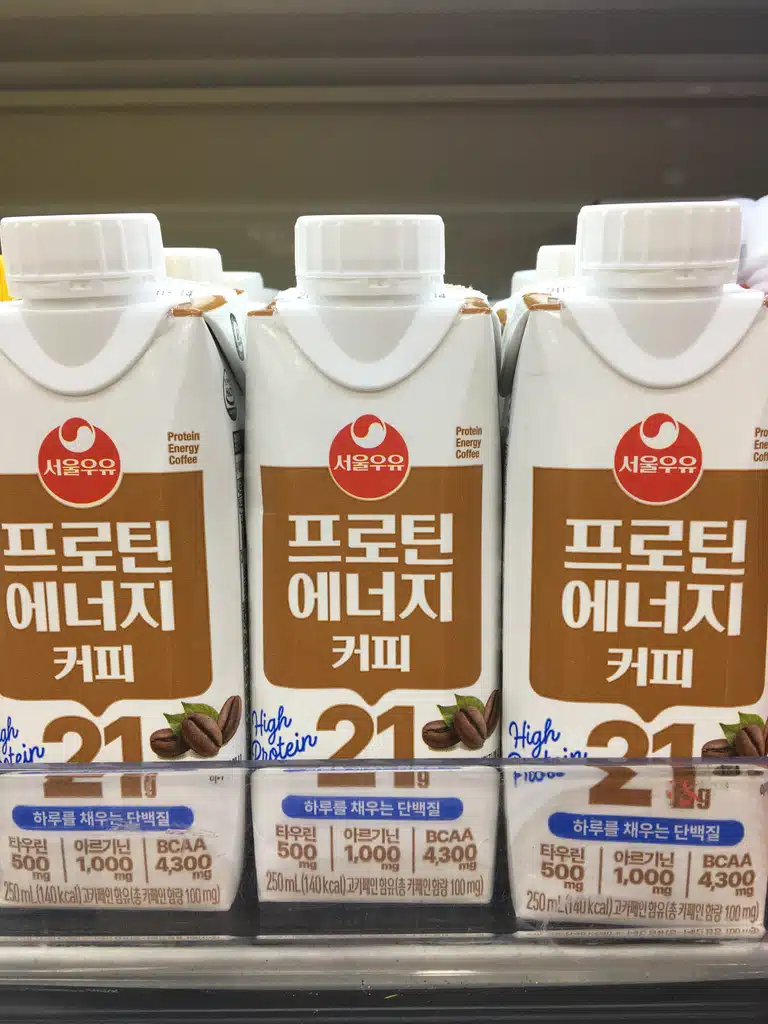 서울우유
Protein
Energy
Coffee
프로틴
에너지
커피
High
Protein
21g
하루를 채우는 단백질
타우린
500
mg
아르기닌
1,000
mg
BCAA
4,300
mg
250 mL(140 kcal)고카페인 함유(총 카페인 함량 100 mg)
서울우유
Protein
Energy
Coffee
프로틴
에너지
커피
High
Protein
21g
하루를 채우는 단백질
타우린
500
mg
아르기닌
1,000
mg
BCAA
4,300
mg
250 mL(140 kcal)고카페인 함유(총 카페인 함량 100 mg)
서울우유
프로틴
에너지
커피
High
Protein
21g
하루를 채우는 단백질
타우린
500
mg
아르기닌
1,000
mg
BCAA
4,300
mg
250 mL(140 kcal)고카페인 함유(총 카페인 함량 100 mg)